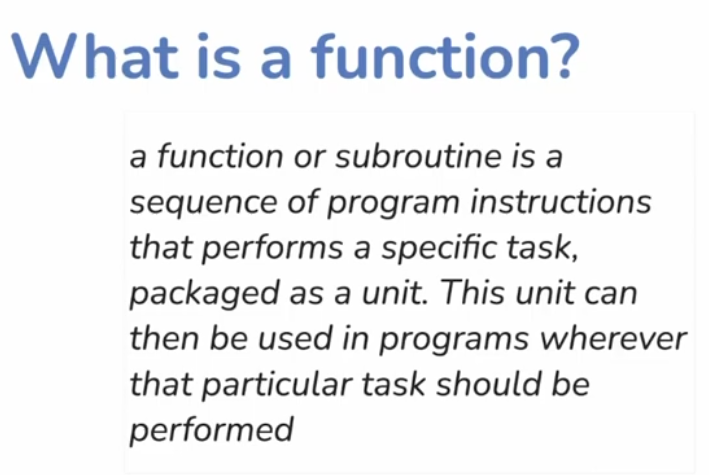 What is a function?
a function or subroutine is a
sequence of program instructions
that performs a specific task,
packaged as a unit. This unit can
then be used in programs wherever
that particular task should be
performed